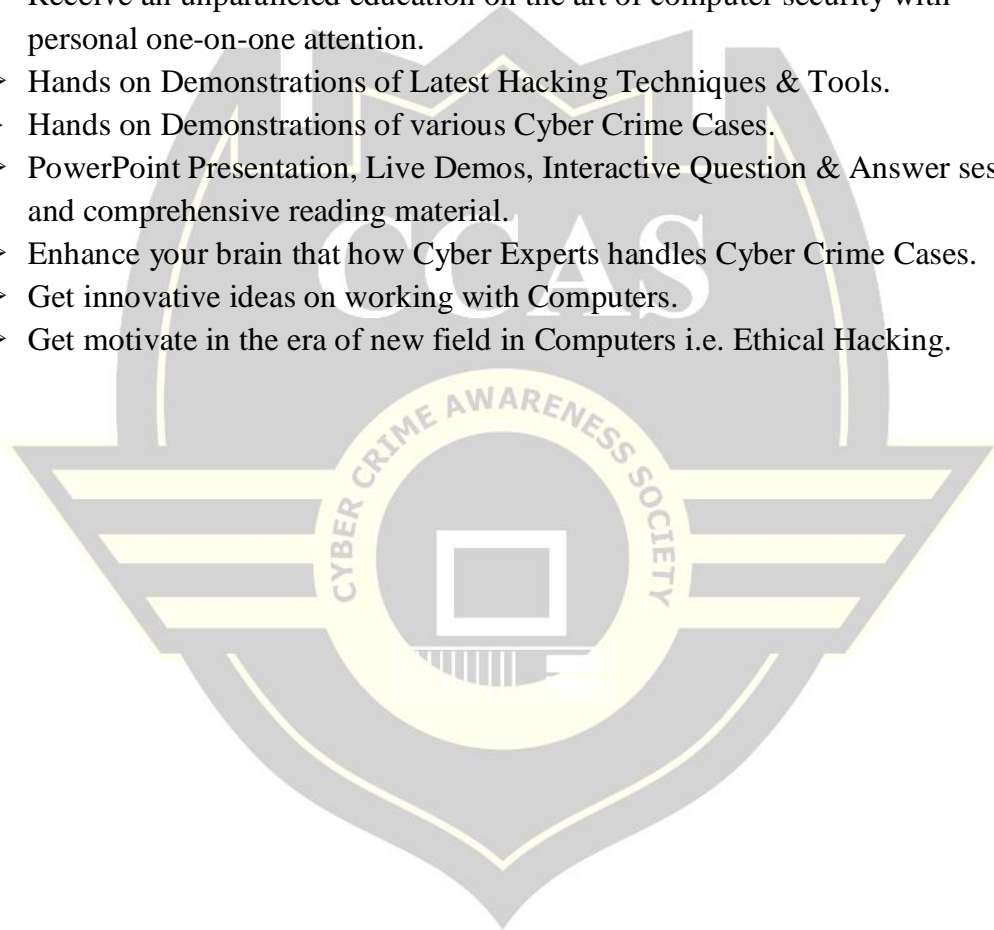 Receive an unparalleled education on the art of computer security with
personal one-on-one attention.
➢ Hands on Demonstrations of Latest Hacking Techniques & Tools.
➢ Hands on Demonstrations of various Cyber Crime Cases.
➢ PowerPoint Presentation, Live Demos, Interactive Question & Answer ses
and comprehensive reading material.
➢ Enhance your brain that how Cyber Experts handles Cyber Crime Cases.
➢ Get innovative ideas on working with Computers.
➢ Get motivate in the era of new field in Computers i.e. Ethical Hacking.
CCAS
CYBER CRIME AWARENESS SOCIETY